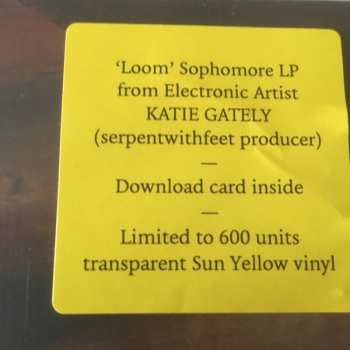 ‘Loom’ Sophomore LP
from Electronic Artist
KATIE GATELY
(serpentwithfeet producer)
—
Download card inside
—
Limited to 600 units
transparent Sun Yellow vinyl